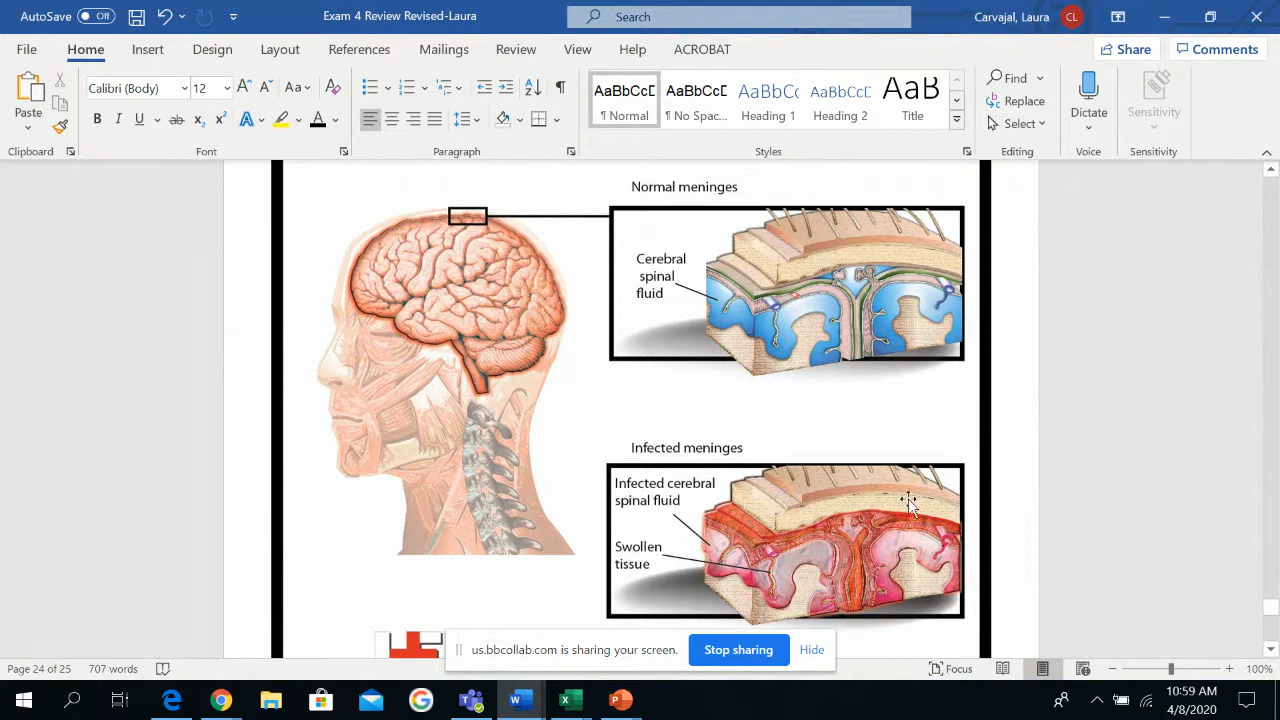 AutoSave Off Exam 4 Review Revised-Laura Search Carvajal, Laura CL
File Home Insert Design Layout References Mailings Review View Help ACROBAT Share Comments
Paste
Clipboard
Calibri (Body) 12
Font
Paragraph
AaBbCcD AaBbCcD AaBbCc AaBbCcD AaB
¶ Normal ¶ No Spac... Heading 1 Heading 2 Title
Styles
Find
Replace
Select
Editing
Dictate
Voice
Sensitivity
Sensitivity
Normal meninges
Cerebral
spinal
fluid
Infected meninges
Infected cerebral
spinal fluid
Swollen
tissue
us.bbcollab.com is sharing your screen. Stop sharing Hide
Page 24 of 25 707 words Focus 100%
10:59 AM
4/8/2020